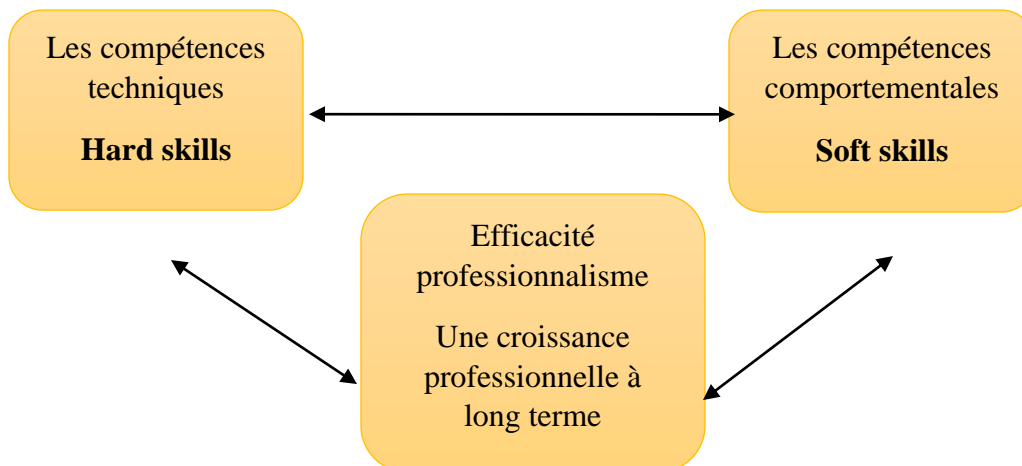 Les compétences
techniques
Hard skills
Les compétences
comportementales
Soft skills
Efficacité
professionnalisme
Une croissance
professionnelle à
long terme